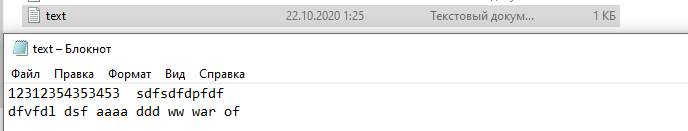 text 22.10.2020 1:25 Текстовый докум... 1 КБ
text – Блокнот
Файл Правка Формат Вид Справка
12312354353453 sdfsdfdpfdf
dfvfdl dsf aaaa ddd ww war of